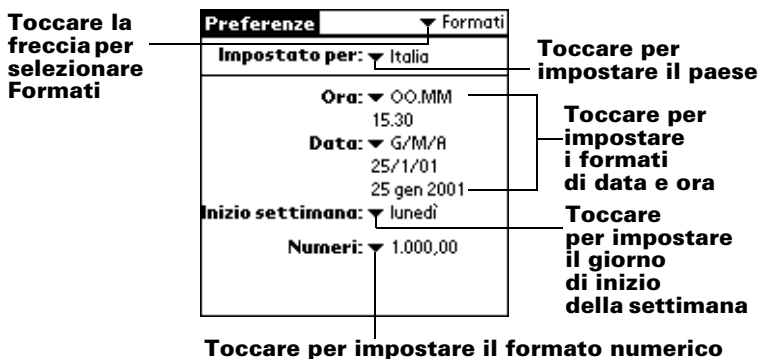 Toccare la
freccia per
selezionare
Formati
Preferenze
Formati
Impostato per: Italia
Ora: OO.MM
15.30
Data: G/M/A
25/1/01
25 gen 2001
Inizio settimana: lunedì
Numeri: 1.000,00
Toccare per
impostare il paese
Toccare per
impostare
i formati
di data e ora
Toccare
per impostare
il giorno
di inizio
della settimana
Toccare per impostare il formato numerico